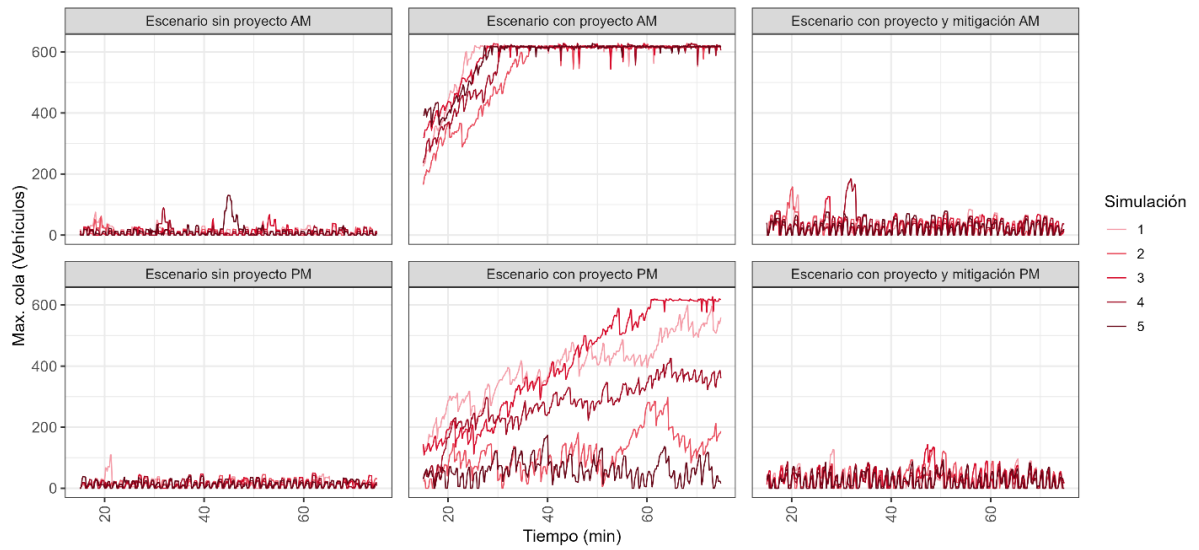 Escenario sin proyecto AM
Escenario con proyecto AM
Escenario con proyecto y mitigación AM
600
400
200
0
Escenario sin proyecto PM
Escenario con proyecto PM
Escenario con proyecto y mitigación PM
600
400
200
0
20
40
60
20
40
60
20
40
60
Max. cola (Vehículos)
Tiempo (min)
Simulación
1
2
3
4
5